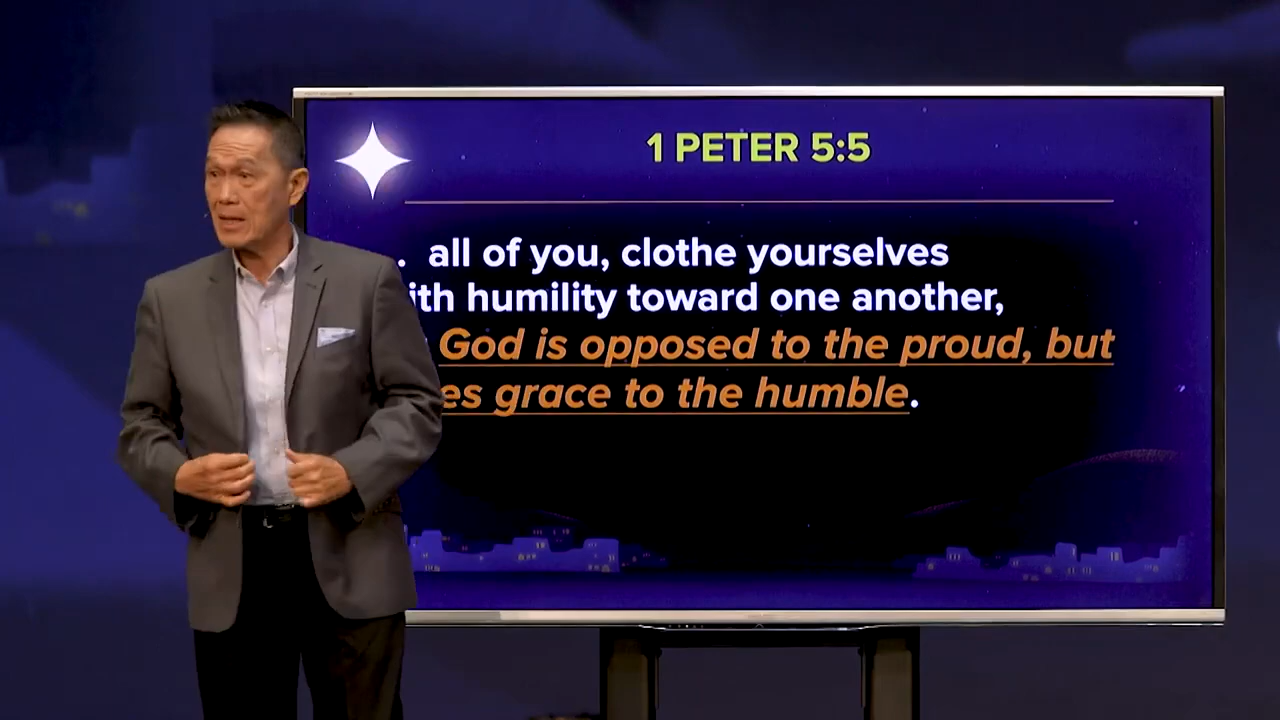 1 PETER 5:5
. all of you, clothe yourselves
ith humility toward one another,
God is opposed to the proud, but
es grace to the humble.